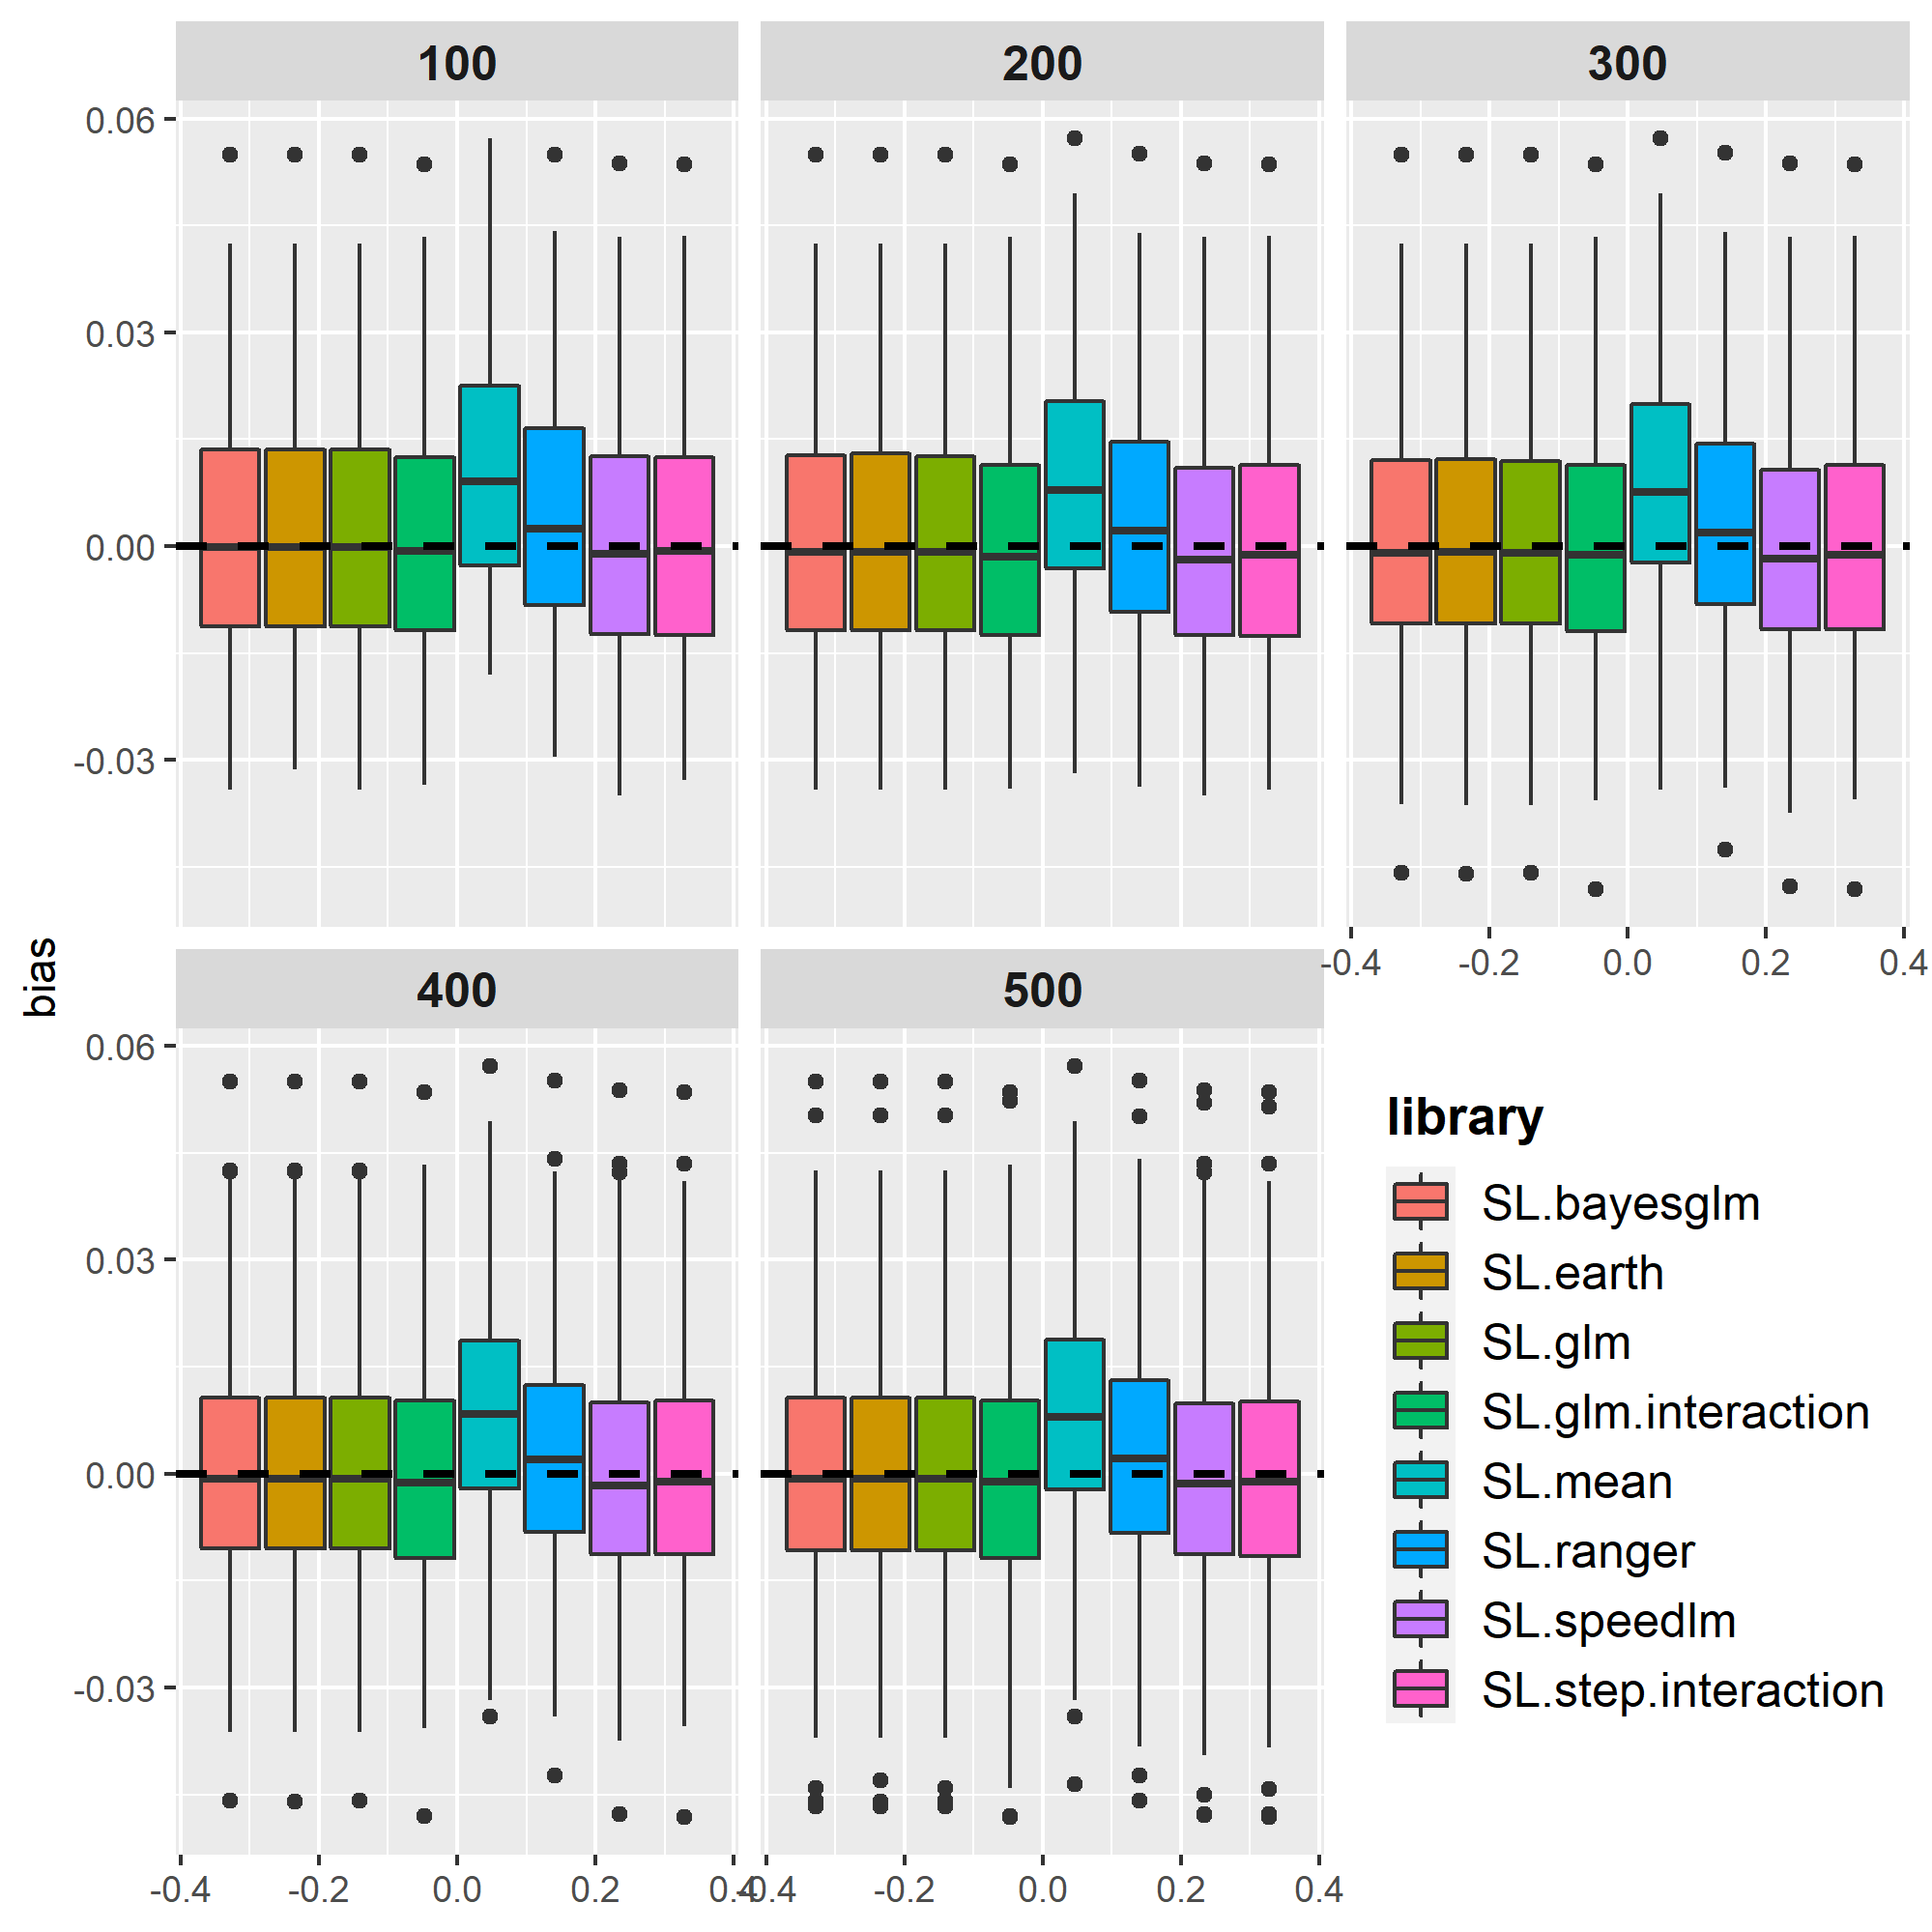 100 200 300
0.06
0.03
0.00
-0.03
-0.4 -0.2 0.0 0.2 0.4
bias
400 500
0.06
0.03
0.00
-0.03
-0.4 -0.2 0.0 0.2 0.4 -0.4 -0.2 0.0 0.2 0.4
library
SL.bayesglm
SL.earth
SL.glm
SL.glm.interaction
SL.mean
SL.ranger
SL.speedlm
SL.step.interaction